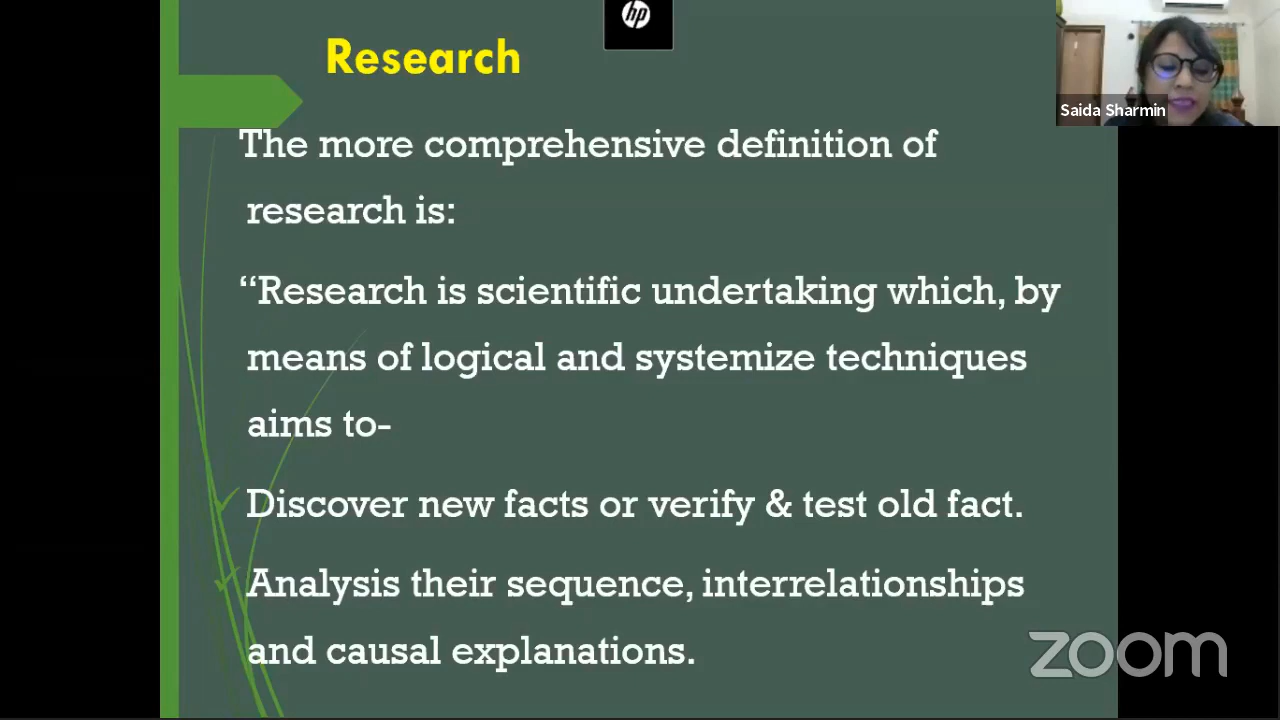 hp
Research
Saida Sharmin
The more comprehensive definition of
research is:
“Research is scientific undertaking which, by
means of logical and systemize techniques
aims to-
Discover new facts or verify & test old fact.
Analysis their sequence, interrelationships
and causal explanations.
zoom